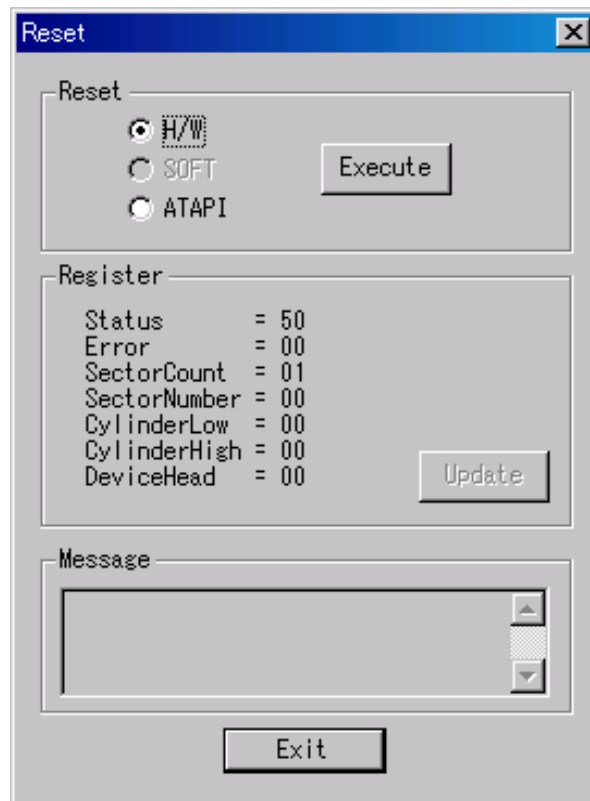 Reset
Reset
H/W
SOFT
Execute
ATAPI
Register
Status = 50
Error = 00
SectorCount = 01
SectorNumber = 00
CylinderLow = 00
CylinderHigh = 00
DeviceHead = 00
Update
Message
Exit